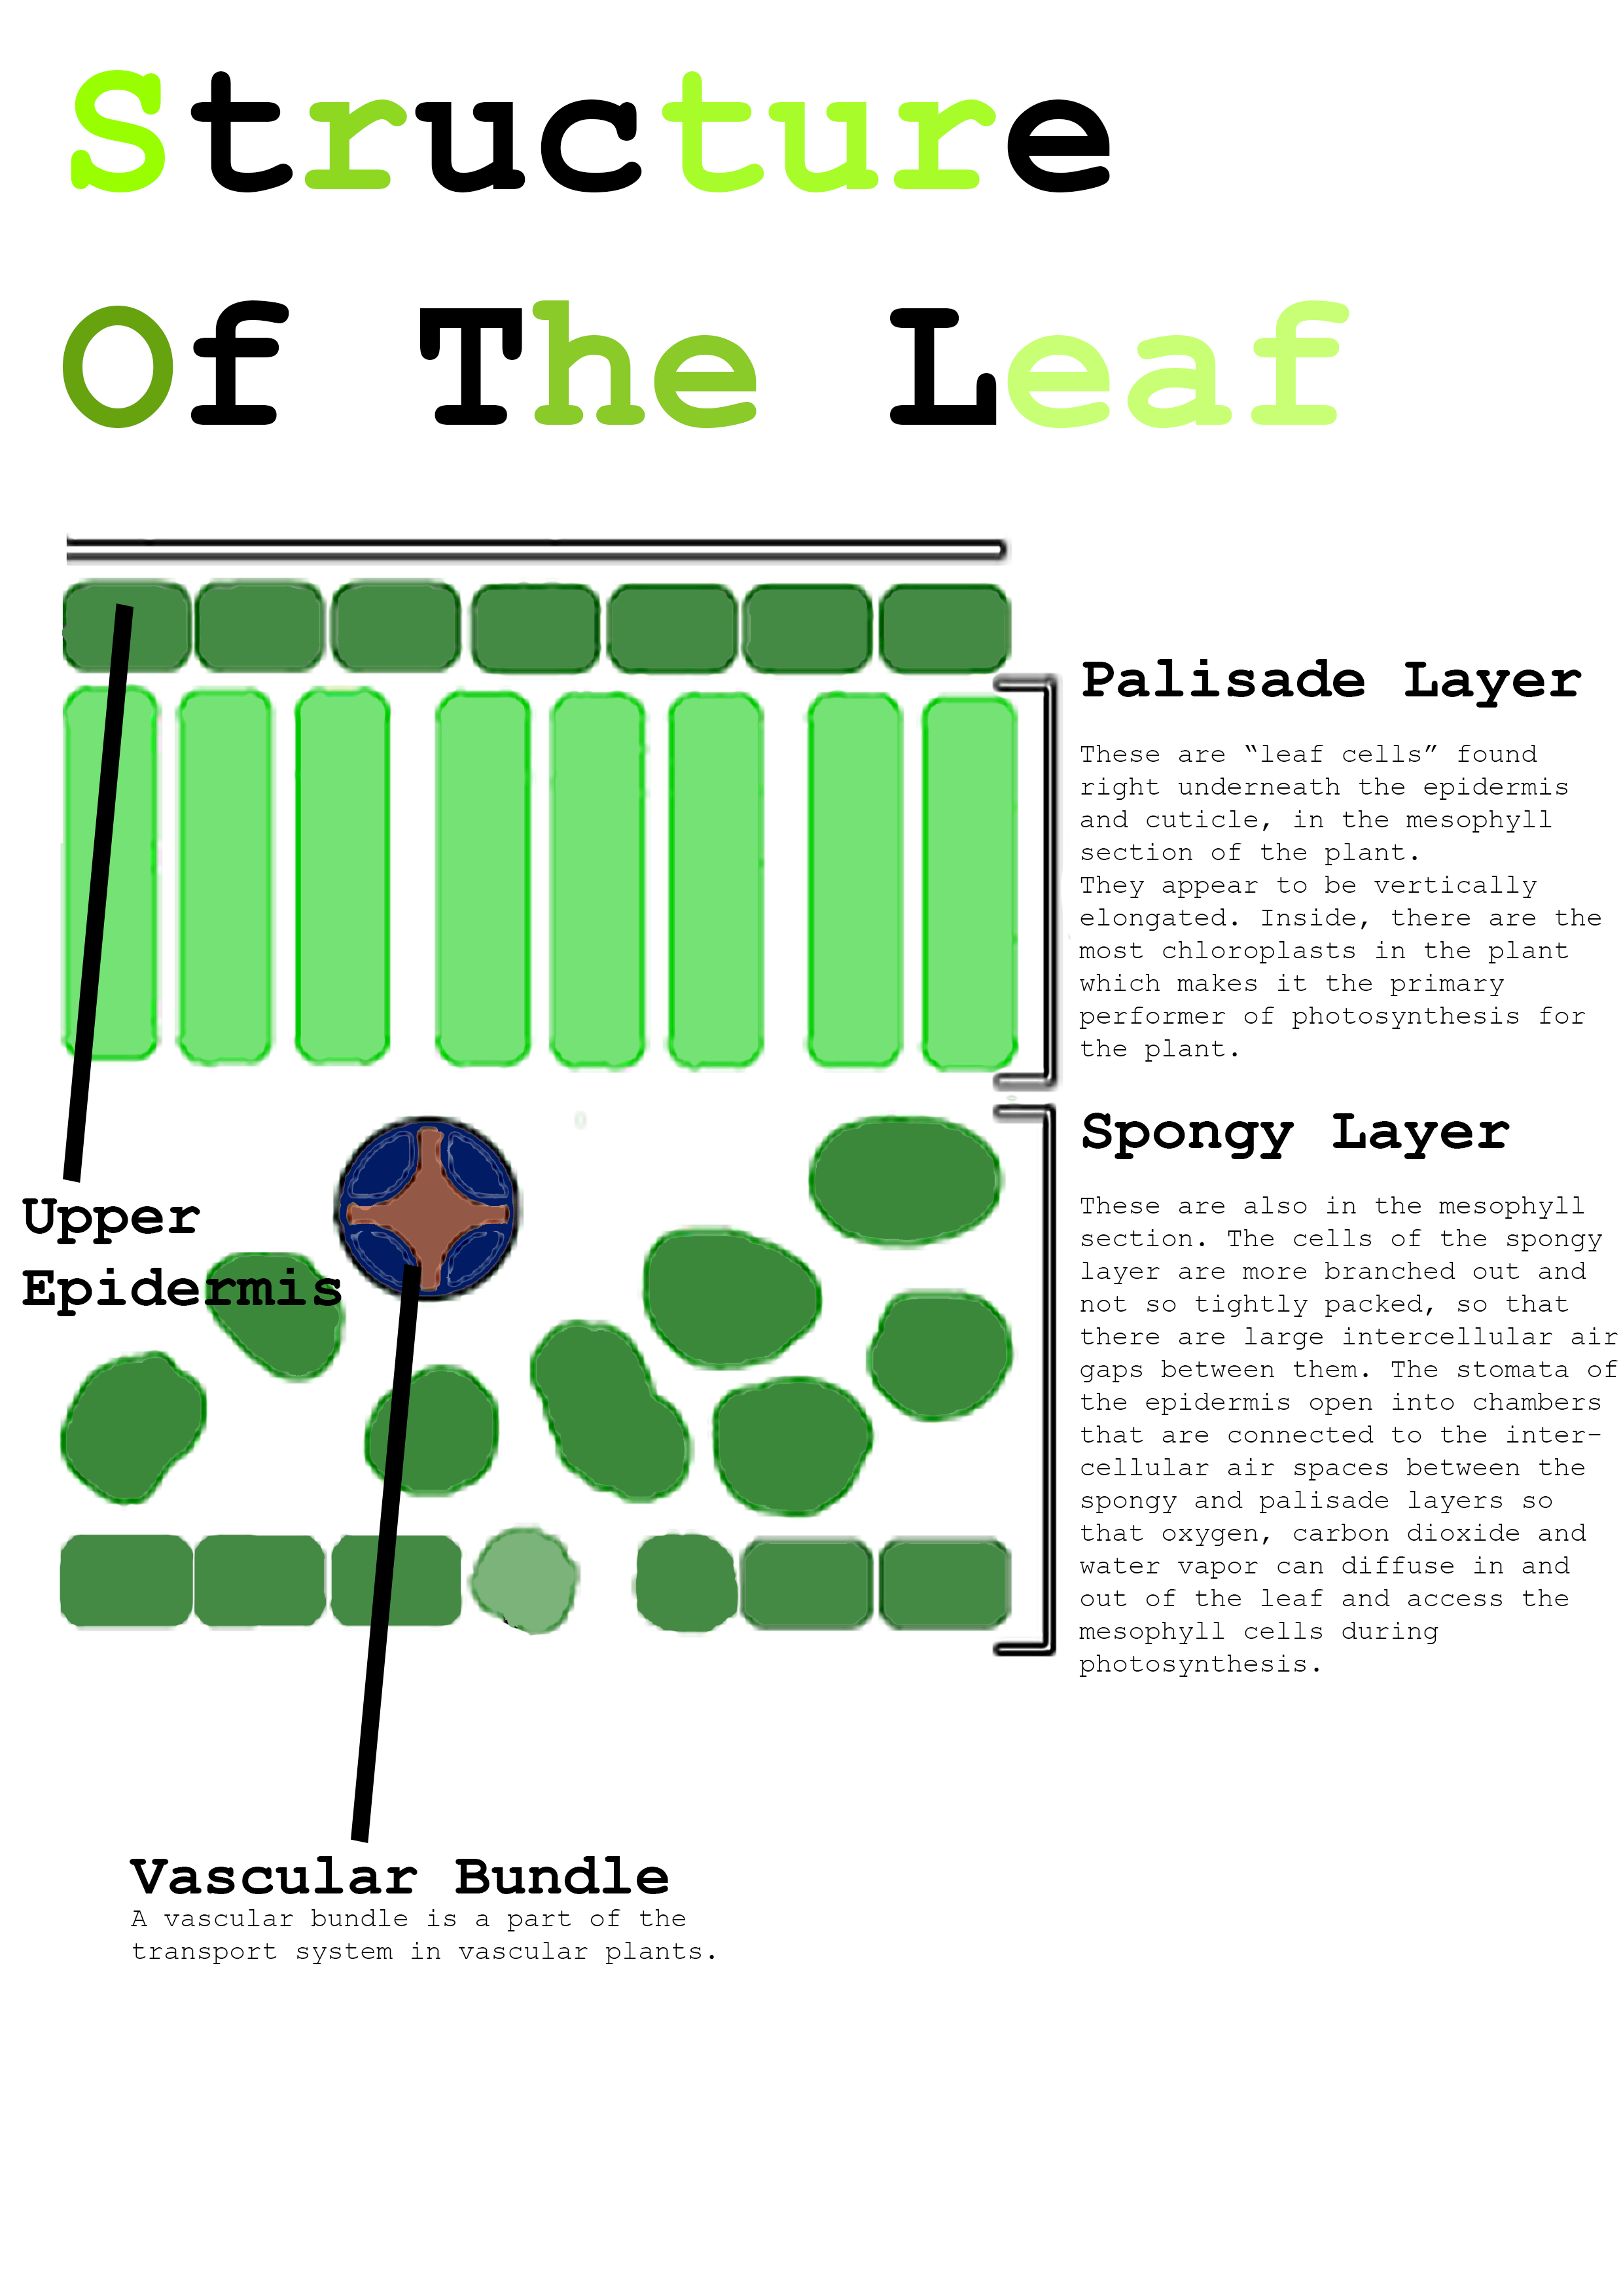 Structure
Of The Leaf
Palisade Layer
These are “leaf cells” found
right underneath the epidermis
and cuticle, in the mesophyll
section of the plant.
They appear to be vertically
elongated. Inside, there are the
most chloroplasts in the plant
which makes it the primary
performer of photosynthesis for
the plant.
Spongy Layer
These are also in the mesophyll
section. The cells of the spongy
layer are more branched out and
not so tightly packed, so that
there are large intercellular air
gaps between them. The stomata of
the epidermis open into chambers
that are connected to the inter-
cellular air spaces between the
spongy and palisade layers so
that oxygen, carbon dioxide and
water vapor can diffuse in and
out of the leaf and access the
mesophyll cells during
photosynthesis.
Upper
Epidermis
Vascular Bundle
A vascular bundle is a part of the
transport system in vascular plants.